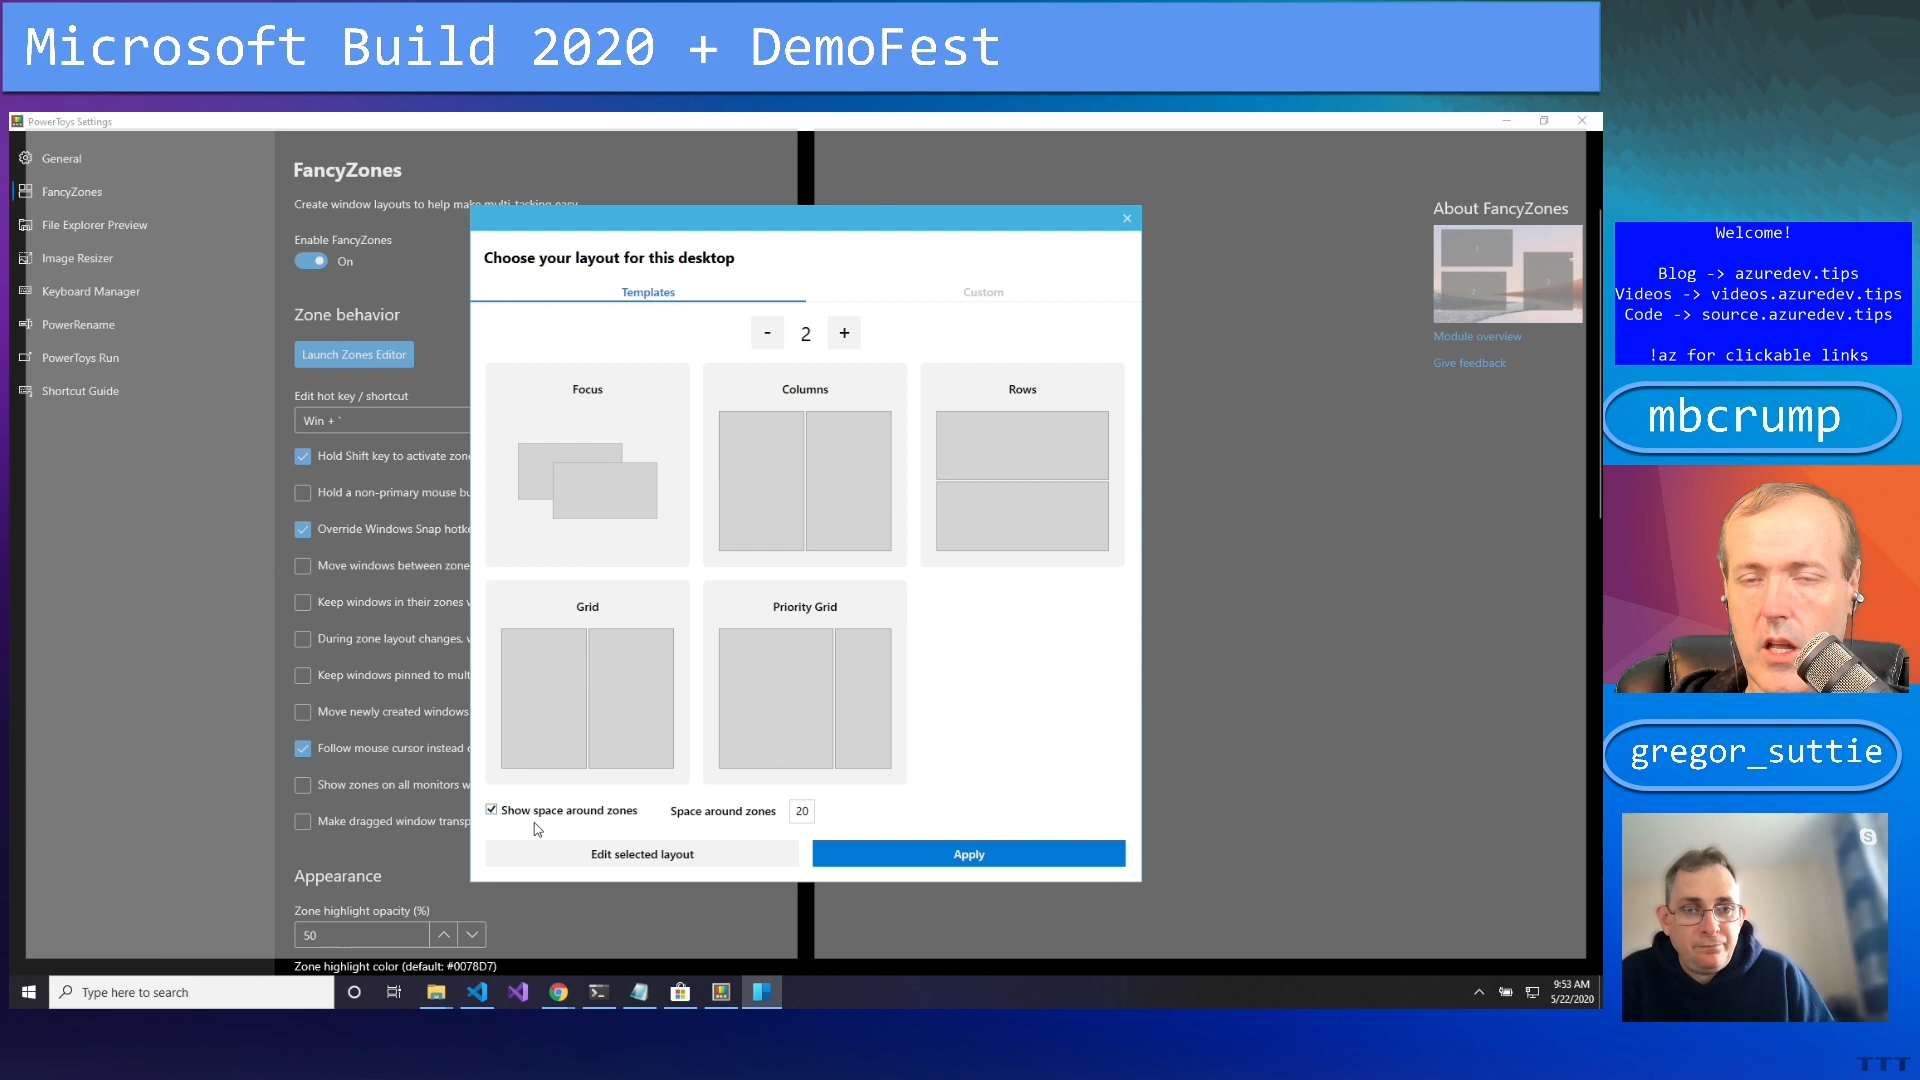 Microsoft Build 2020 + DemoFest
PowerToys Settings
General
FancyZones
File Explorer Preview
Image Resizer
Keyboard Manager
PowerRename
PowerToys Run
Shortcut Guide
FancyZones
Create window layouts to help make multi-tasking easy
Enable FancyZones
On
Zone behavior
Launch Zones Editor
Edit hot key / shortcut
Win + `
Hold Shift key to activate zon
Hold a non-primary mouse bu
Override Windows Snap hotke
Move windows between zone
Keep windows in their zones
During zone layout changes,
Keep windows pinned to mult
Move newly created windows
Follow mouse cursor instead
Show zones on all monitors w
Make dragged window transp
Appearance
Zone highlight opacity (%)
50
Zone highlight color (default: #0078D7)
Choose your layout for this desktop
Templates
Custom
- 2 +
Focus
Columns
Rows
Grid
Priority Grid
Show space around zones
Space around zones 20
Edit selected layout
Apply
About FancyZones
Module overview
Give feedback
Type here to search
9:53 AM
5/22/2020
Welcome!
Blog -> azuredev.tips
Videos -> videos.azuredev.tips
Code -> source.azuredev.tips
!az for clickable links
mbcrump
gregor_suttie
S
TTT